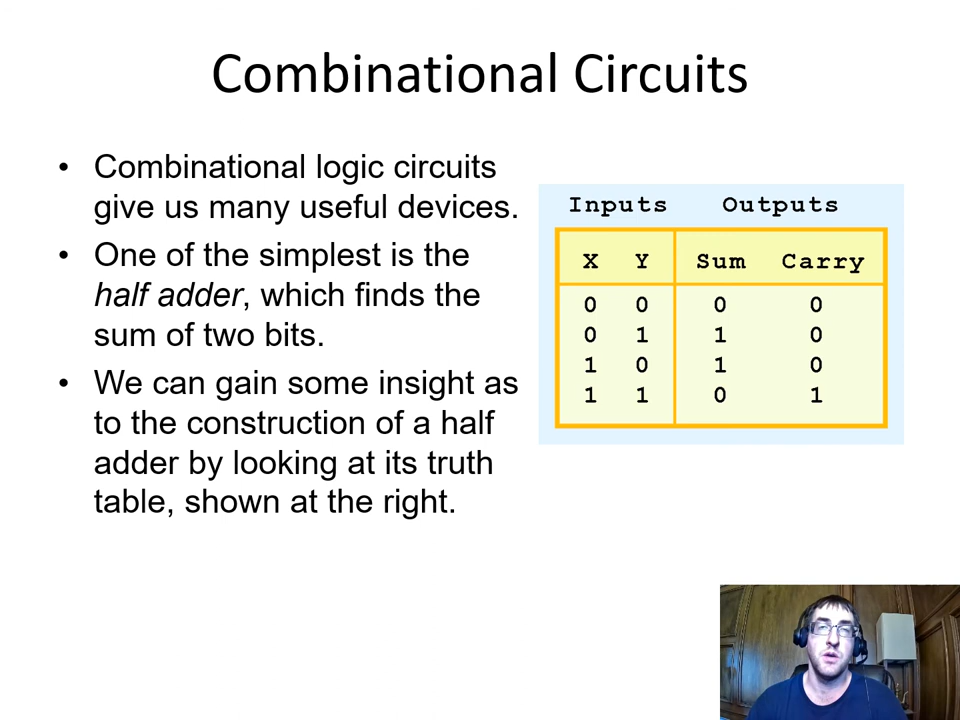 Combinational Circuits
• Combinational logic circuits
give us many useful devices.
• One of the simplest is the
half adder, which finds the
sum of two bits.
• We can gain some insight as
to the construction of a half
adder by looking at its truth
table, shown at the right.
Inputs Outputs
X Y Sum Carry
0 0 0 0
0 1 1 0
1 0 1 0
1 1 0 1